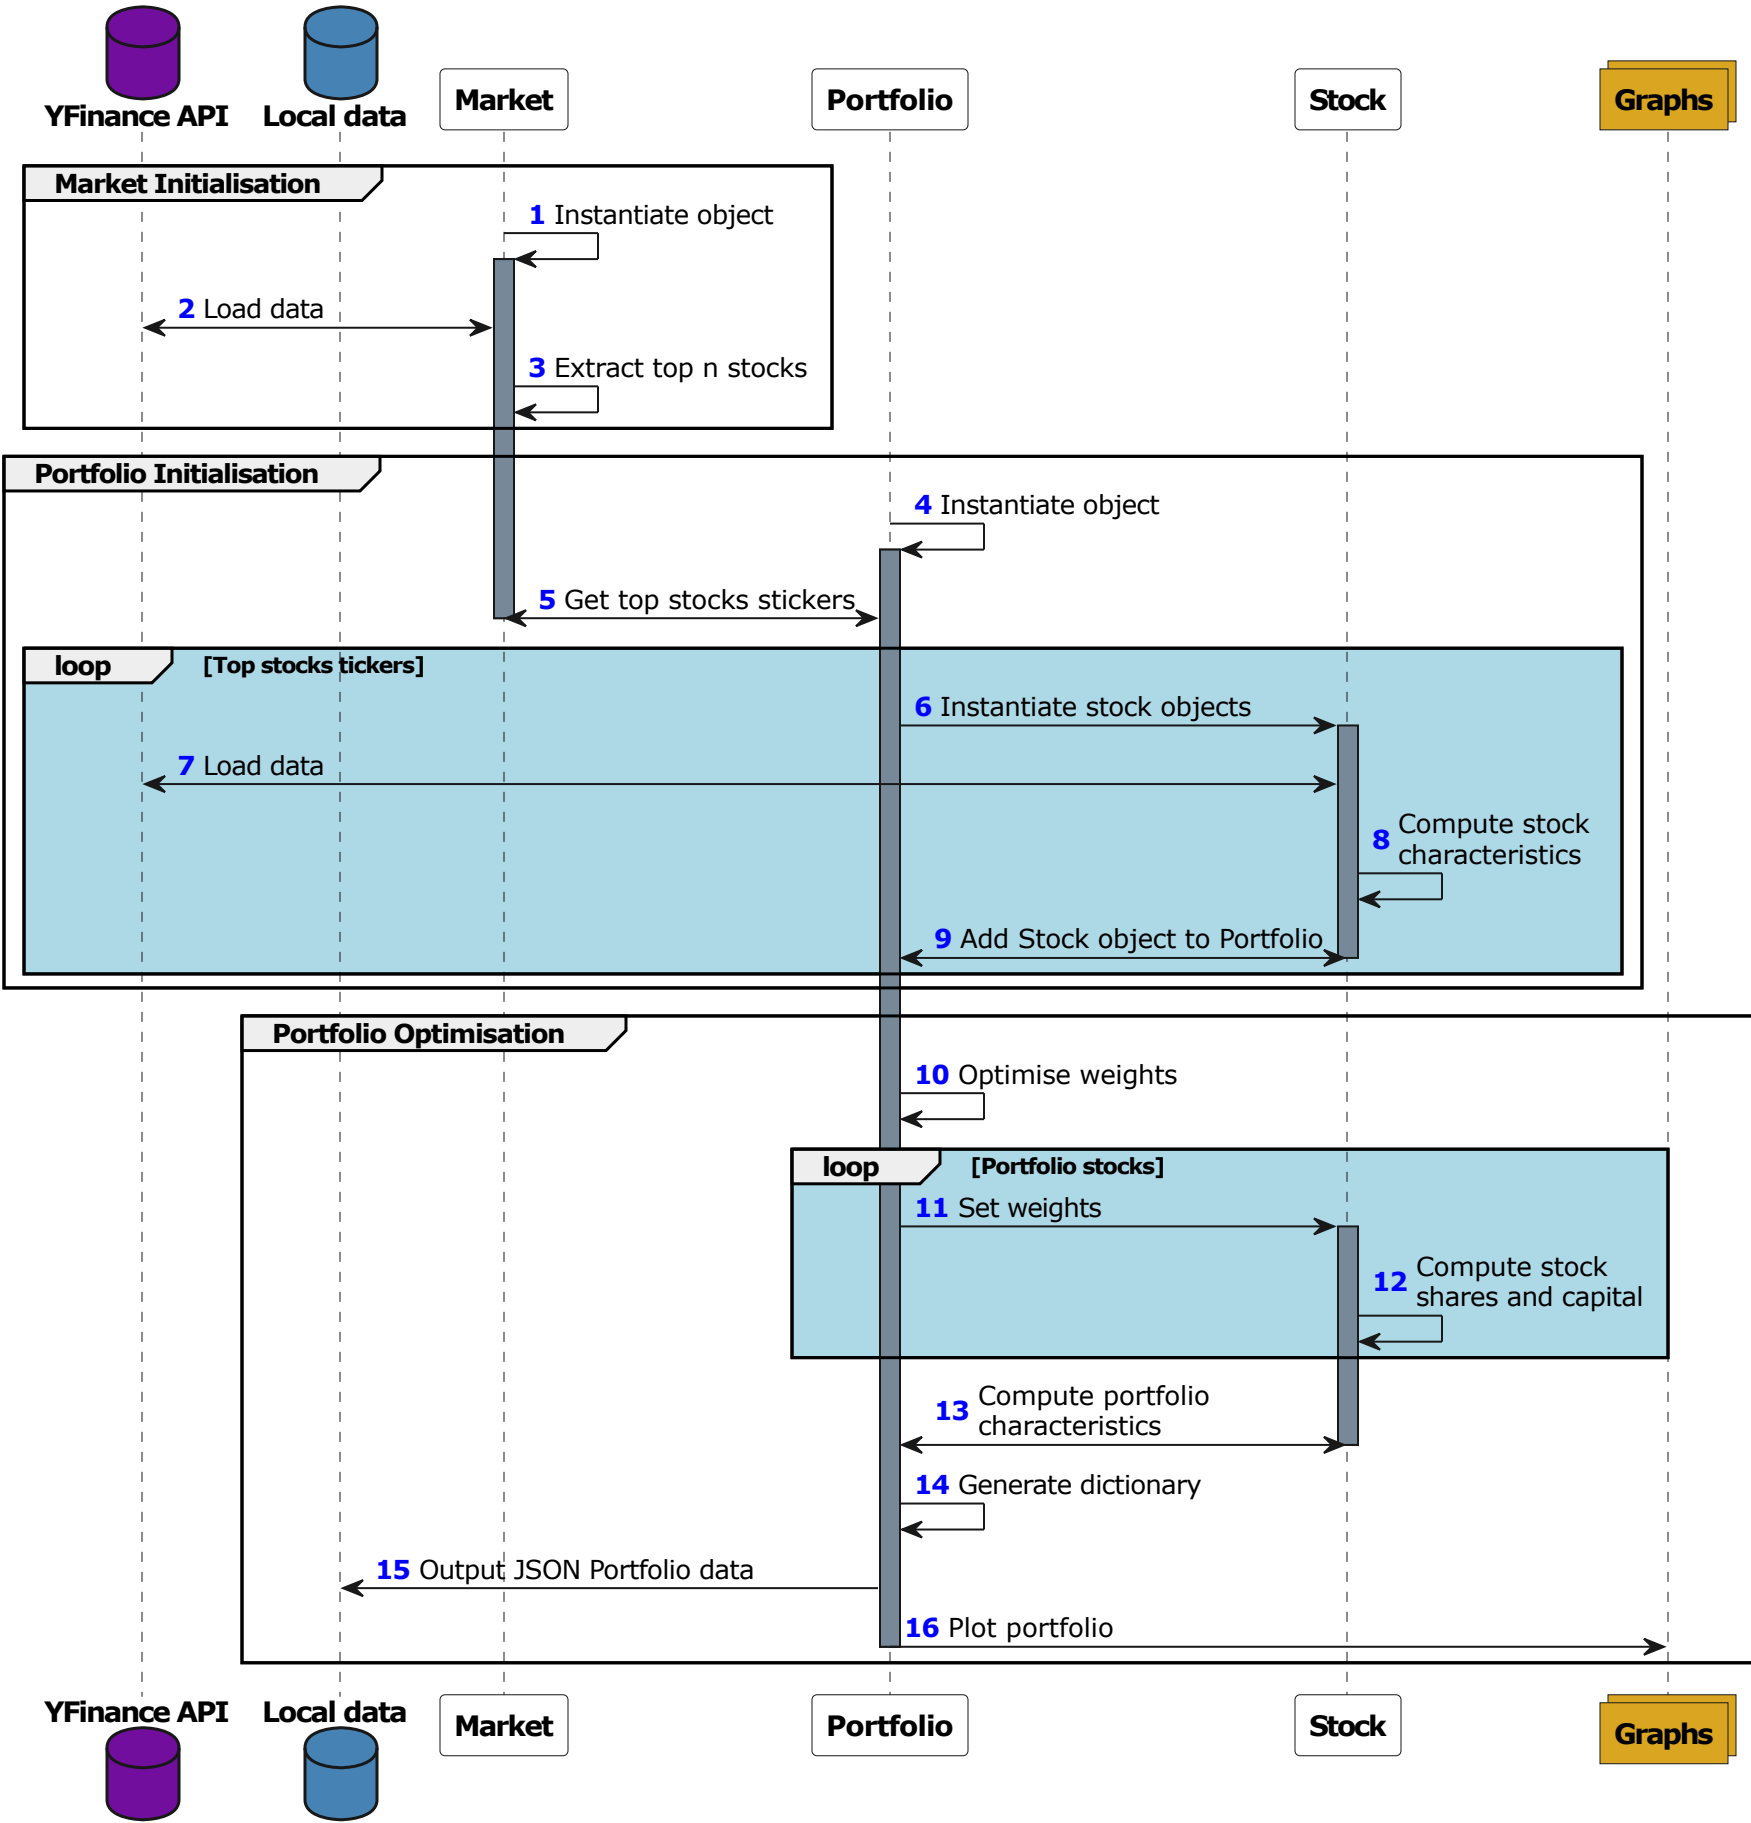 YFinance API
Local data
Market
Portfolio
Stock
Graphs
Market Initialisation
1 Instantiate object
2 Load data
3 Extract top n stocks
Portfolio Initialisation
4 Instantiate object
5 Get top stocks stickers
loop [Top stocks tickers]
6 Instantiate stock objects
7 Load data
8 Compute stock
characteristics
9 Add Stock object to Portfolio
Portfolio Optimisation
10 Optimise weights
loop [Portfolio stocks]
11 Set weights
12 Compute stock
shares and capital
13 Compute portfolio
characteristics
14 Generate dictionary
15 Output JSON Portfolio data
16 Plot portfolio
YFinance API
Local data
Market
Portfolio
Stock
Graphs